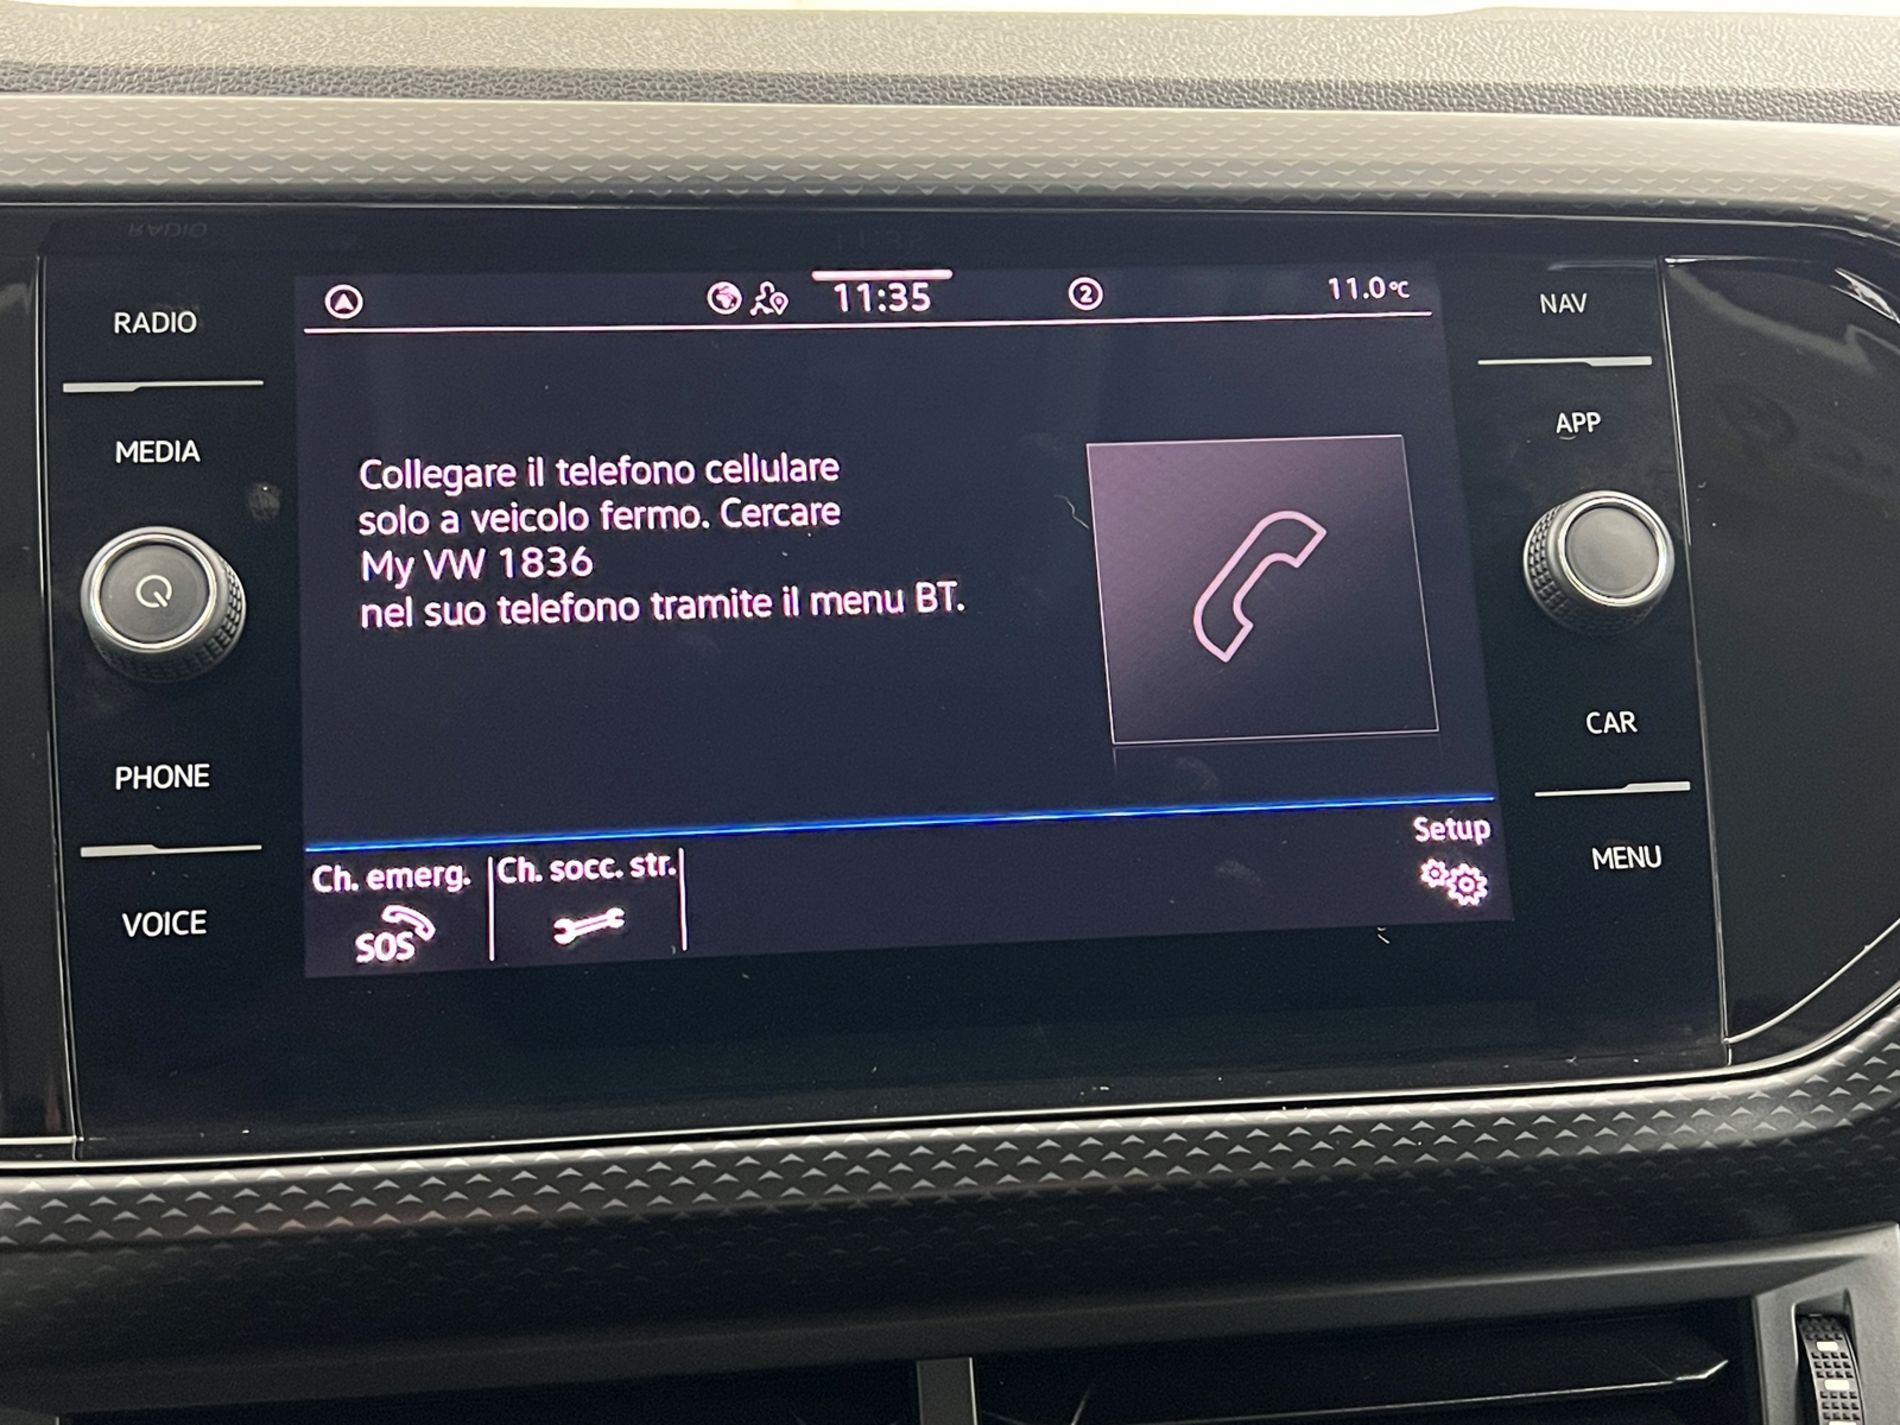 RADIO
MEDIA
PHONE
VOICE
11:35
2
11.0°C
Collegare il telefono cellulare
solo a veicolo fermo. Cercare
My VW 1836
nel suo telefono tramite il menu BT.
Ch. emerg.
SOS
Ch. socc. str.
Setup
NAV
APP
CAR
MENU